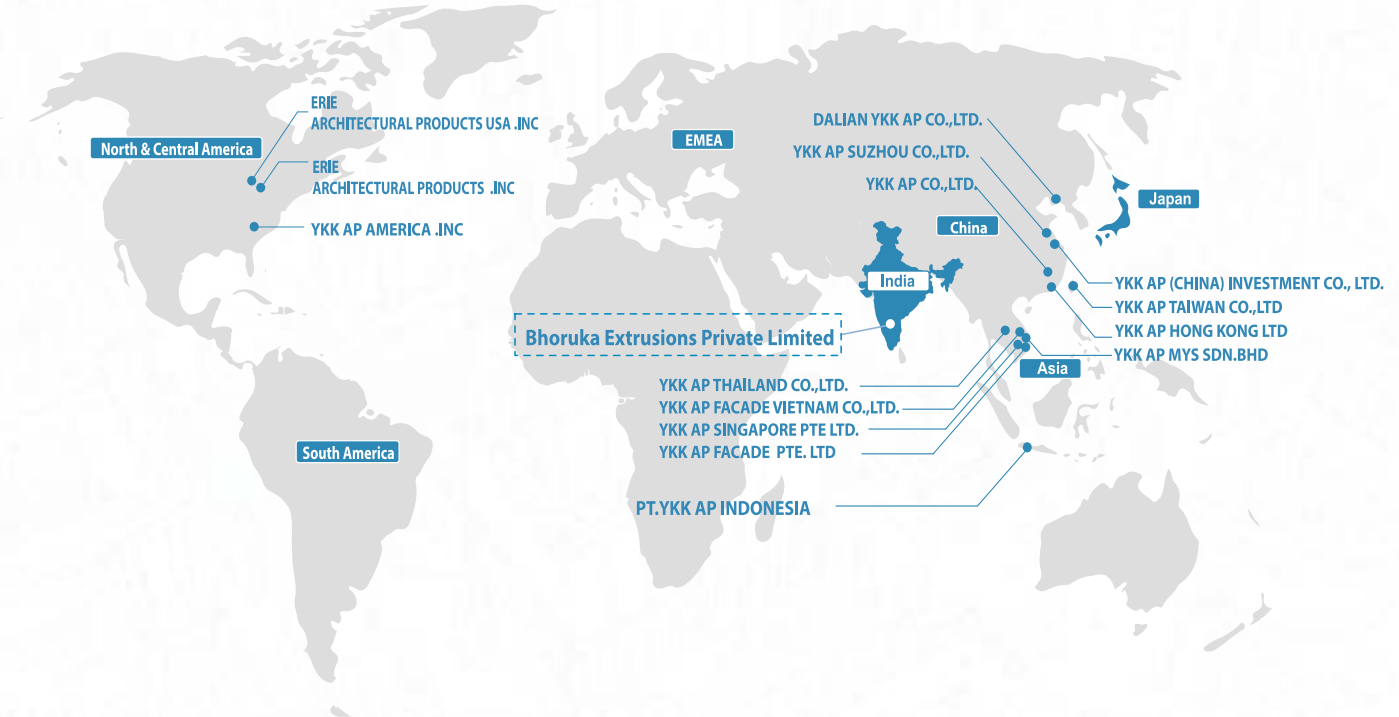 ERIE
ARCHITECTURAL PRODUCTS USA .INC
North & Central America
ERIE
ARCHITECTURAL PRODUCTS .INC
YKK AP AMERICA .INC
South America
EMEA
DALIAN YKK AP CO.,LTD.
YKK AP SUZHOU CO.,LTD.
YKK AP CO.,LTD.
Japan
China
India
YKK AP (CHINA) INVESTMENT CO., LTD.
YKK AP TAIWAN CO.,LTD
YKK AP HONG KONG LTD
YKK AP MYS SDN.BHD
Asia
Bhoruka Extrusions Private Limited
YKK AP THAILAND CO.,LTD.
YKK AP FACADE VIETNAM CO.,LTD.
YKK AP SINGAPORE PTE LTD.
YKK AP FACADE PTE. LTD
PT.YKK AP INDONESIA